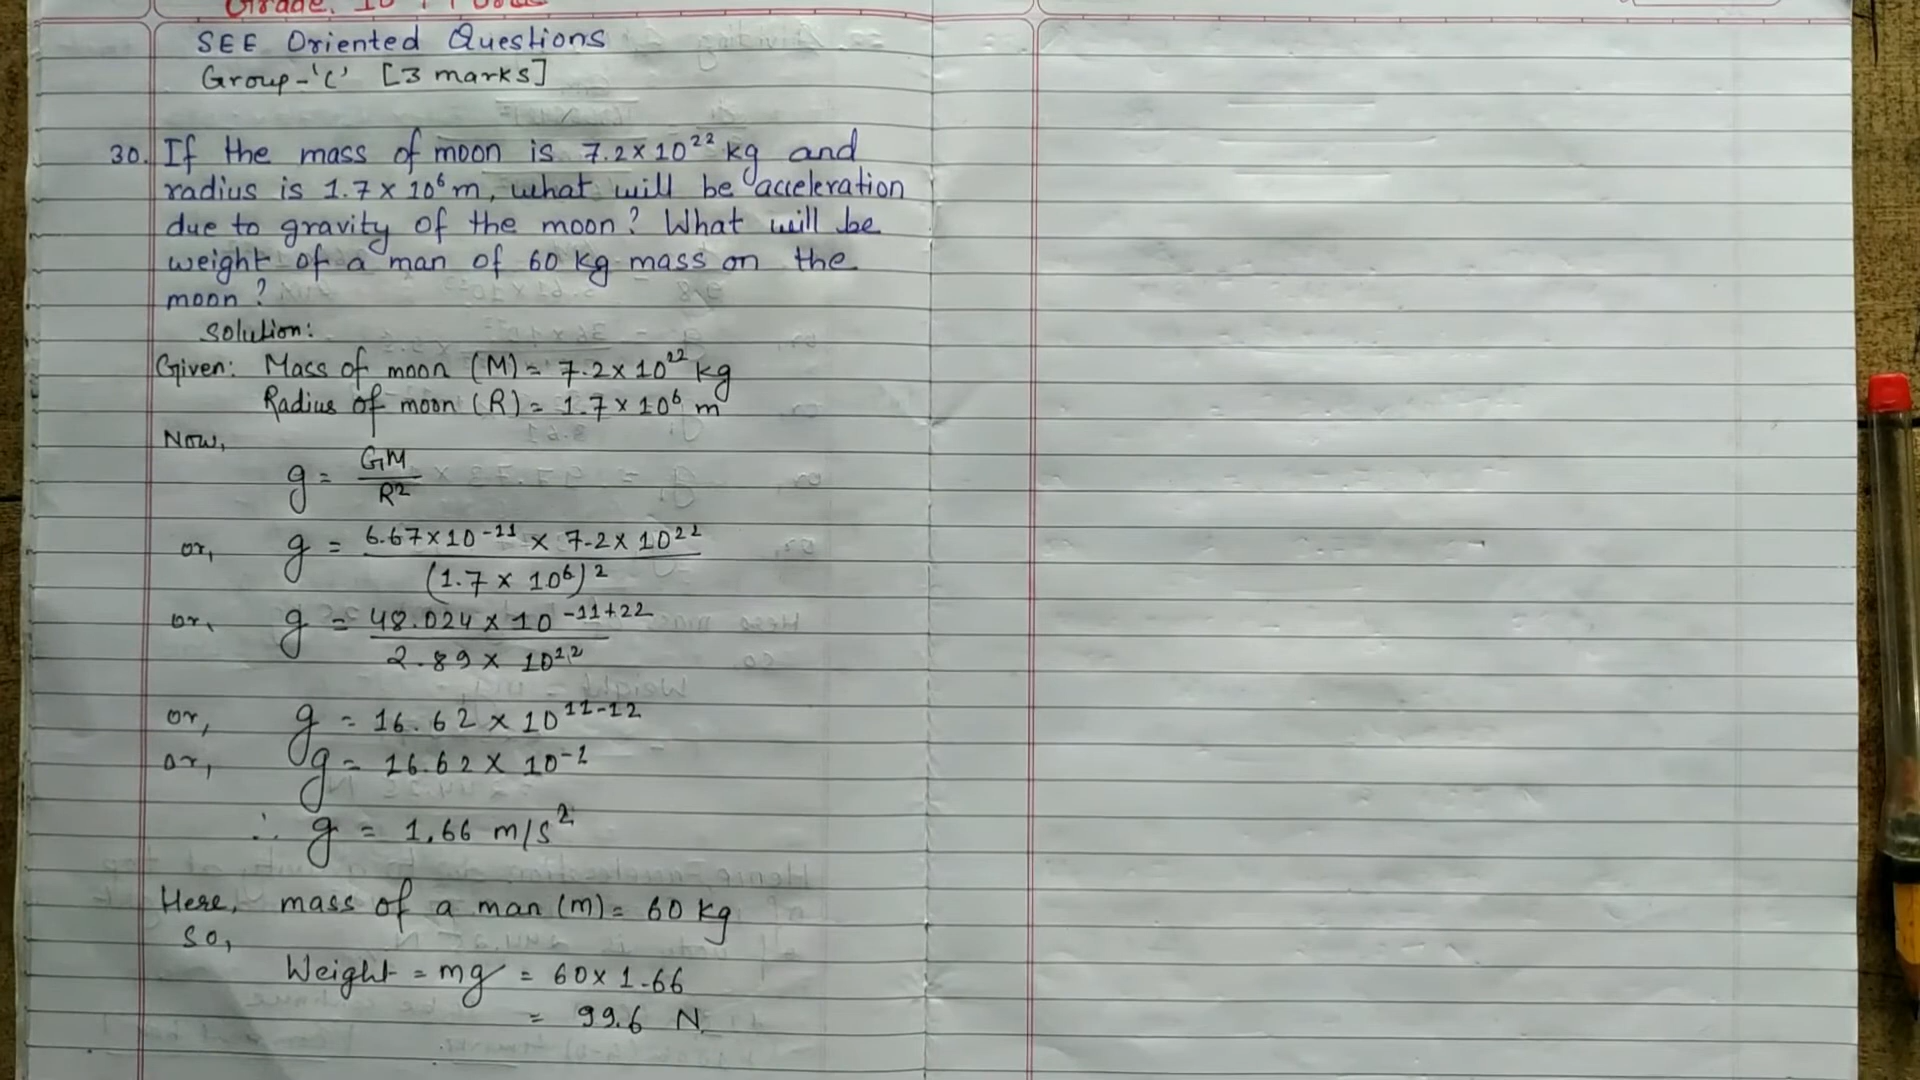 SEE Oriented Questions
Group-'C' [3 marks]
30. If the mass of moon is 7.2 × 10²² kg and
radius is 1.7 × 10⁶ m, what will be acceleration
due to gravity of the moon? What will be
weight of a man of 60 kg mass on the
moon?
Solution:
Given: Mass of moon (M) = 7.2 × 10²² kg
Radius of moon (R) = 1.7 × 10⁶ m
Now,
g = GM / R²
or, g = 6.67 × 10⁻¹¹ × 7.2 × 10²² / (1.7 × 10⁶)²
or, g = 48.024 × 10⁻¹¹⁺²² / 2.89 × 10¹²
or, g = 16.62 × 10¹¹⁻¹²
or, g = 16.62 × 10⁻¹
∴ g = 1.66 m/s²
Here, mass of a man (m) = 60 kg
So,
Weight = mg = 60 × 1.66
= 99.6 N